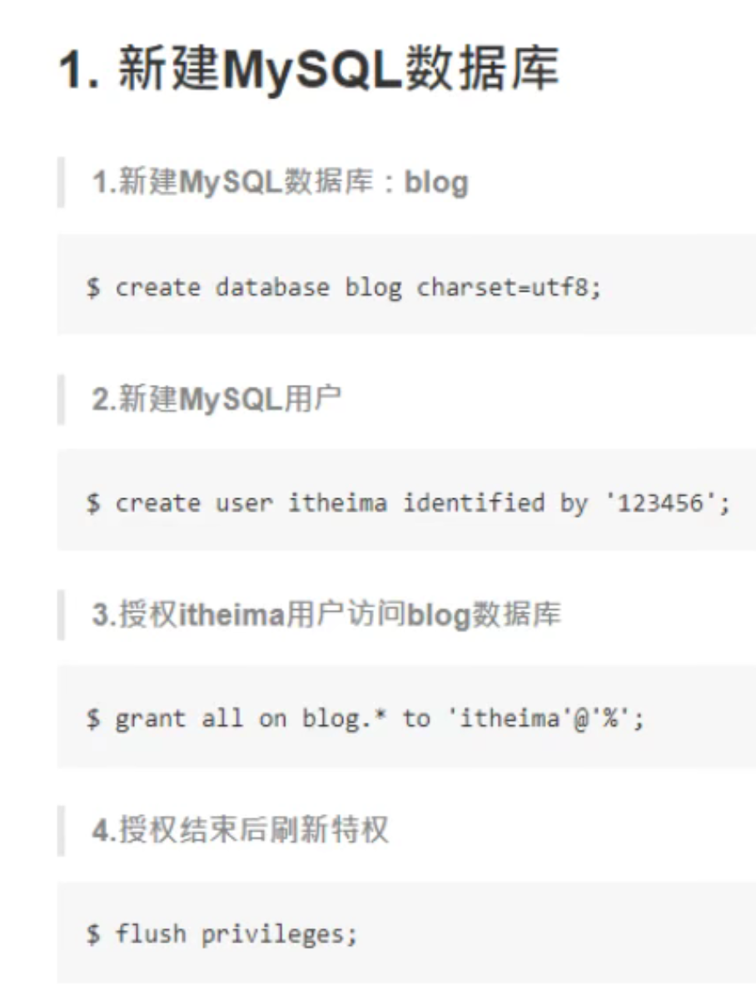 1. 新建MySQL数据库
1.新建MySQL数据库：blog
$ create database blog charset=utf8;
2.新建MySQL用户
$ create user itheima identified by '123456';
3.授权itheima用户访问blog数据库
$ grant all on blog.* to 'itheima'@'%';
4.授权结束后刷新特权
$ flush privileges;